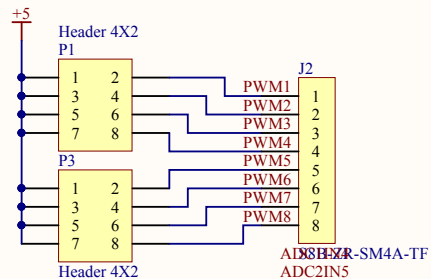 +5
Header 4X2
P1
1 2
3 4
5 6
7 8
P3
1 2
3 4
5 6
7 8
Header 4X2
J2
PWM1 1
PWM2 2
PWM3 3
PWM4 4
PWM5 5
PWM6 6
PWM7 7
PWM8 8
ADC2IN5